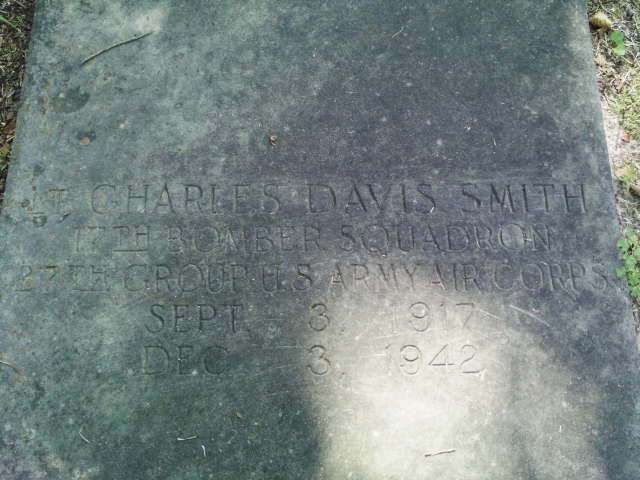 LT. CHARLES DAVIS SMITH
17TH BOMBER SQUADRON
27TH GROUP U.S ARMY AIR CORPS
SEPT. 3, 1917
DEC. 3, 1942